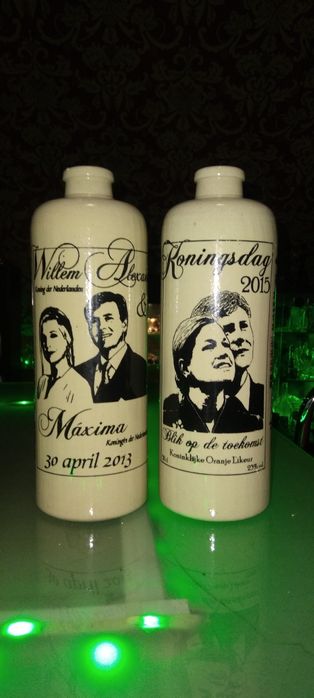 Willem Alexa
Koning der Nederlanden
&
Máxima
Koningin der Nederland
30 april 2013
Koningsdag
2015
Blik op de toekomst
Koninklijke Oranje Likeur